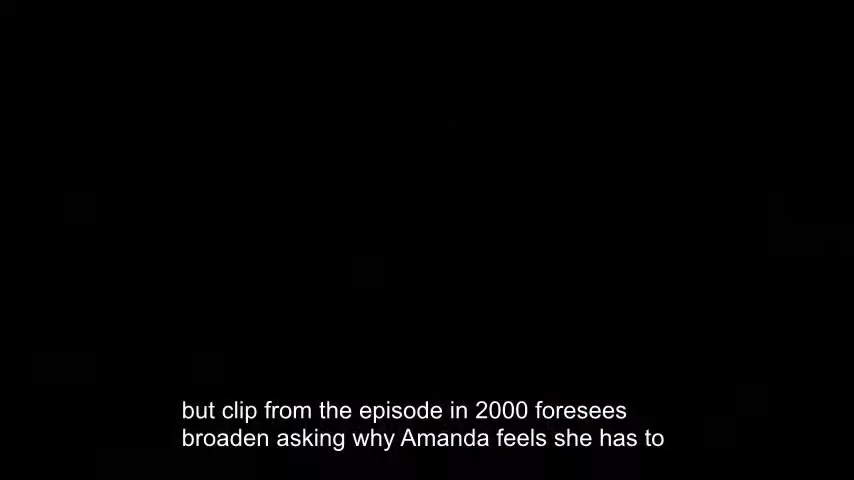 but clip from the episode in 2000 foresees
broaden asking why Amanda feels she has to